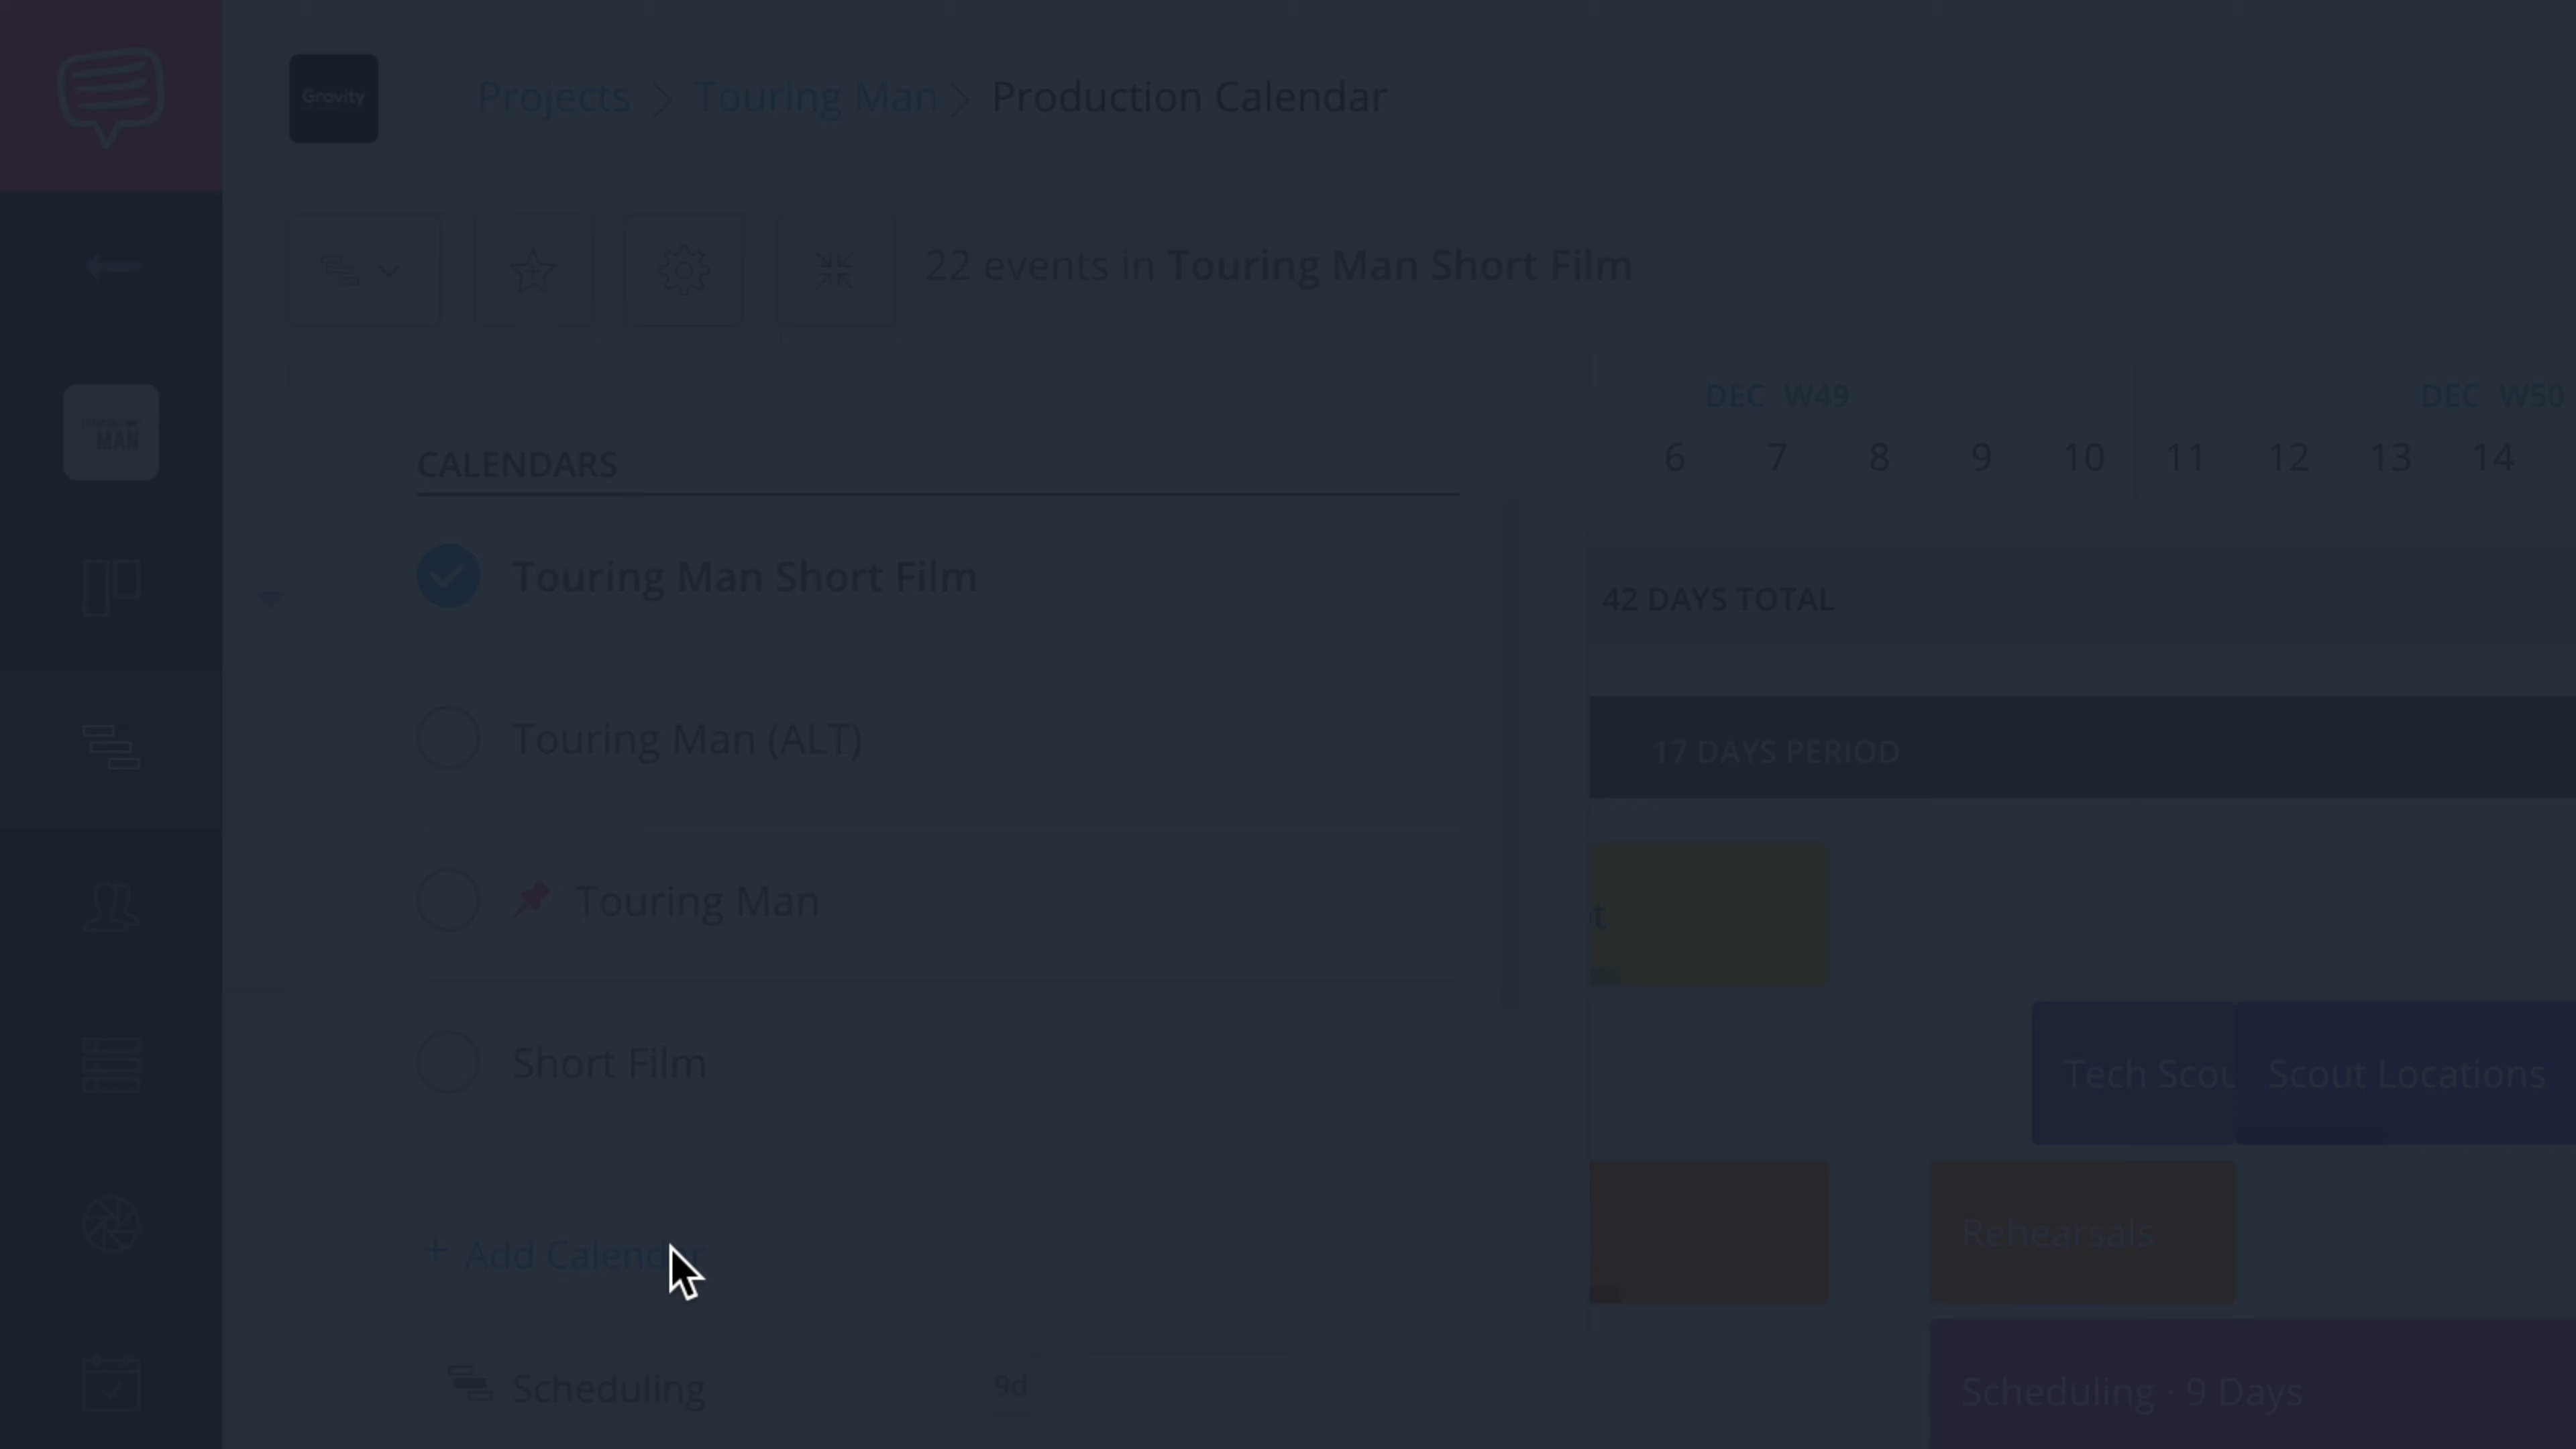 Gravity
Projects > Touring Man > Production Calendar
22 events in Touring Man Short Film
DEC W49
DEC W50
6 7 8 9 10 11 12 13 14
CALENDARS
Touring Man Short Film
42 DAYS TOTAL
Touring Man (ALT)
17 DAYS PERIOD
Touring Man
t
Short Film
Tech Scou
Scout Locations
Rehearsals
+ Add Calendar
Scheduling
9d
Scheduling · 9 Days
MAN